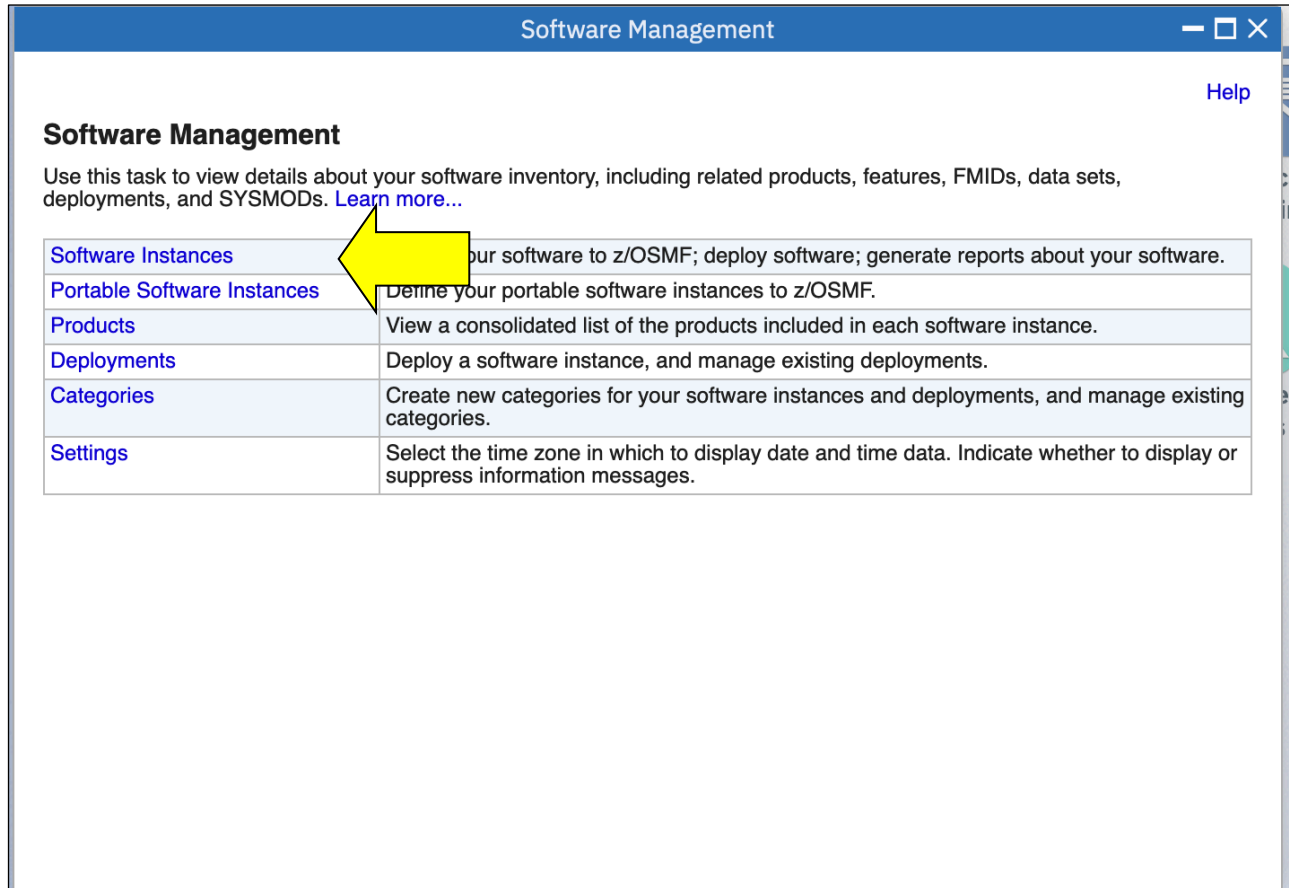 Software Management
Help
Software Management
Use this task to view details about your software inventory, including related products, features, FMIDs, data sets,
deployments, and SYSMODs. Learn more...
Software Instances our software to z/OSMF; deploy software; generate reports about your software.
Portable Software Instances Define your portable software instances to z/OSMF.
Products View a consolidated list of the products included in each software instance.
Deployments Deploy a software instance, and manage existing deployments.
Categories Create new categories for your software instances and deployments, and manage existing
categories.
Settings Select the time zone in which to display date and time data. Indicate whether to display or
suppress information messages.